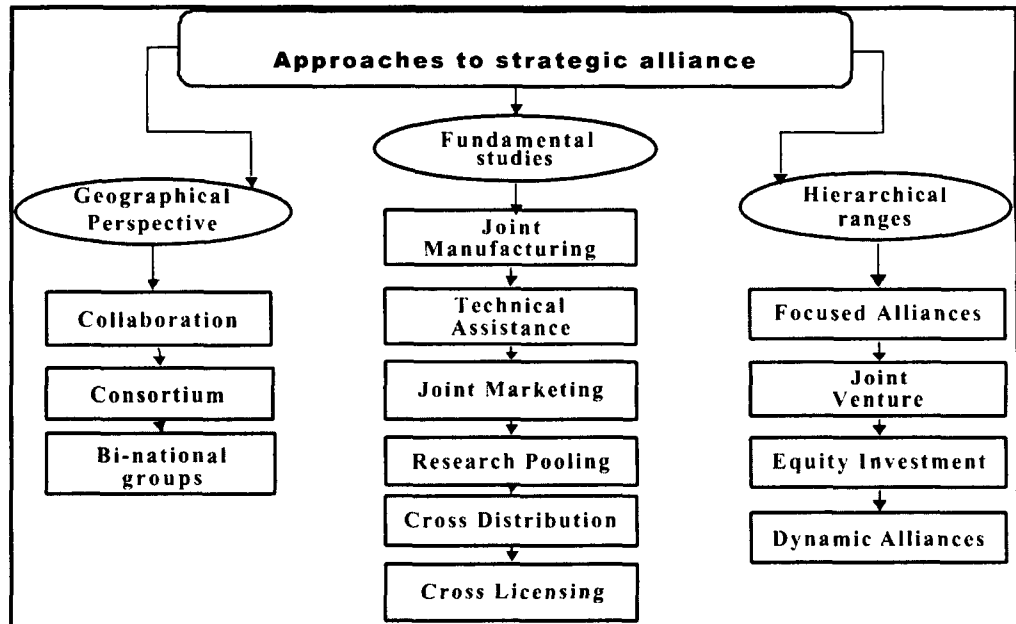 Approaches to strategic alliance
Geographical
Perspective
Collaboration
Consortium
Bi-national
groups
Fundamental
studies
Joint
Manufacturing
Technical
Assistance
Joint Marketing
Research Pooling
Cross Distribution
Cross Licensing
Hierarchical
ranges
Focused Alliances
Joint
Venture
Equity Investment
Dynamic Alliances